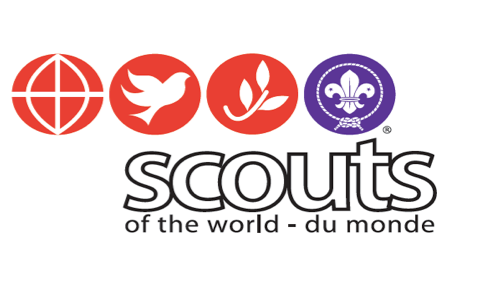 ®
scouts
of the world - du monde